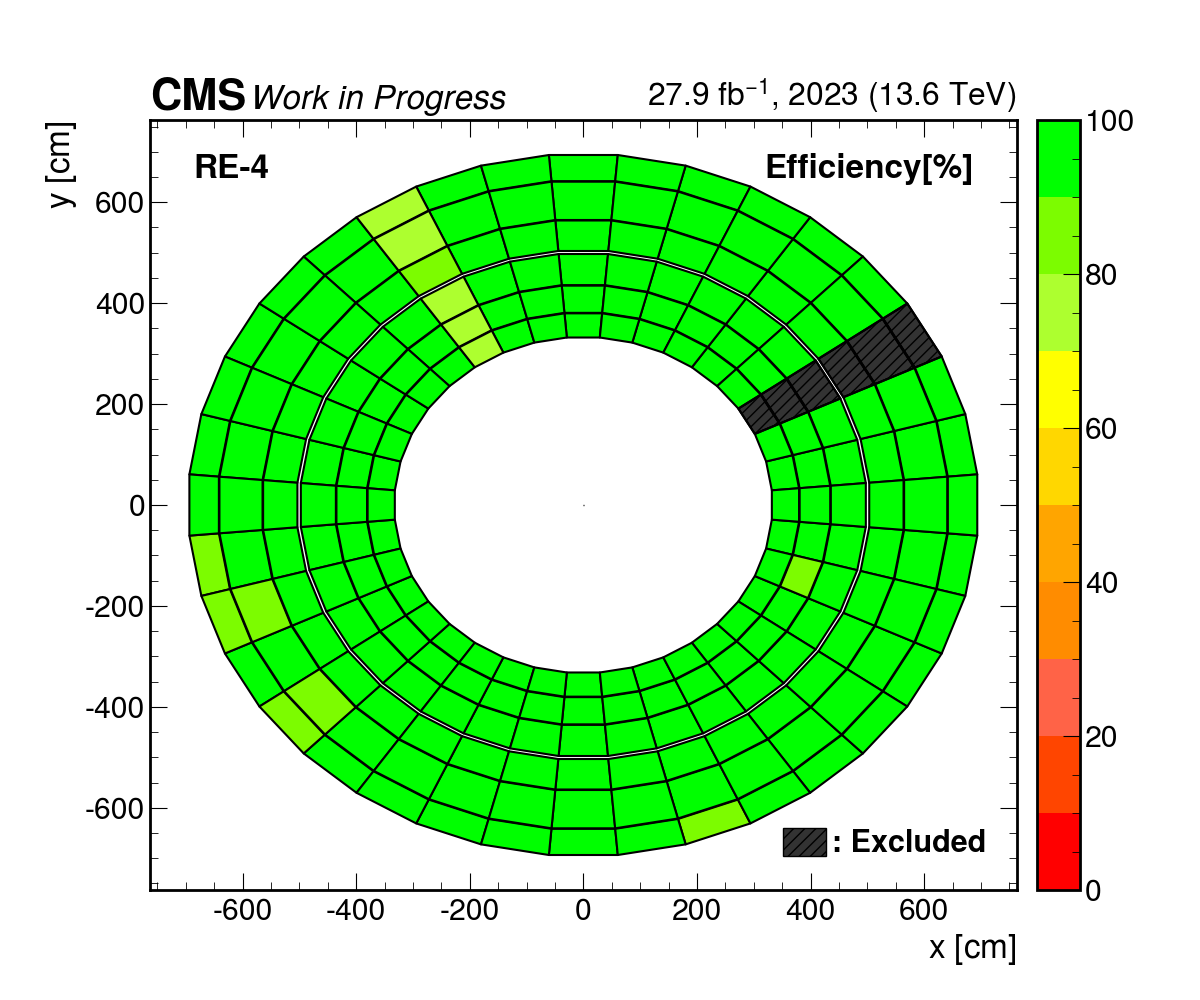 CMS Work in Progress
27.9 fb⁻¹, 2023 (13.6 TeV)
y [cm]
RE-4
Efficiency[%]
600
400
200
0
-200
-400
-600
: Excluded
-600 -400 -200 0 200 400 600
x [cm]
100
80
60
40
20
0